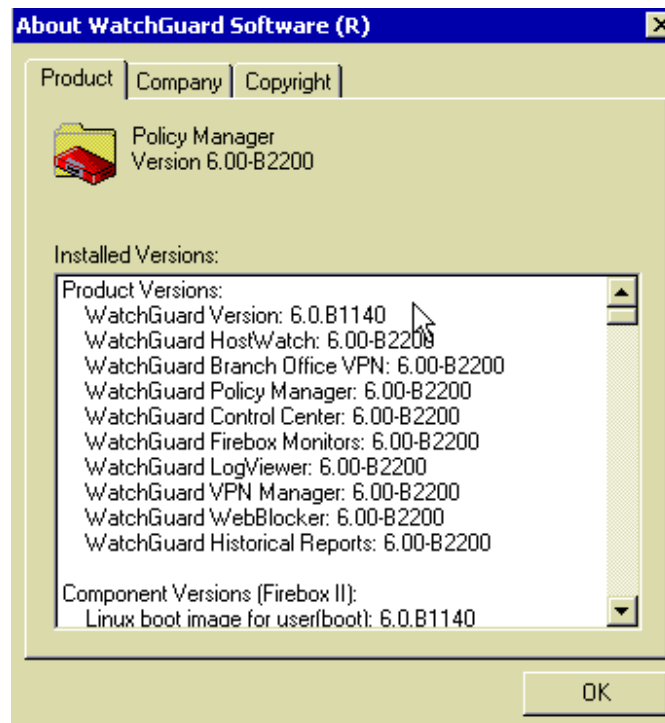 About WatchGuard Software (R)
Product Company Copyright
Policy Manager
Version 6.00-B2200
Installed Versions:
Product Versions:
WatchGuard Version: 6.0.B1140
WatchGuard HostWatch: 6.00-B2200
WatchGuard Branch Office VPN: 6.00-B2200
WatchGuard Policy Manager: 6.00-B2200
WatchGuard Control Center: 6.00-B2200
WatchGuard Firebox Monitors: 6.00-B2200
WatchGuard LogViewer: 6.00-B2200
WatchGuard VPN Manager: 6.00-B2200
WatchGuard WebBlocker: 6.00-B2200
WatchGuard Historical Reports: 6.00-B2200
Component Versions (Firebox II):
Linux boot image for user(boot): 6.0.B1140
OK